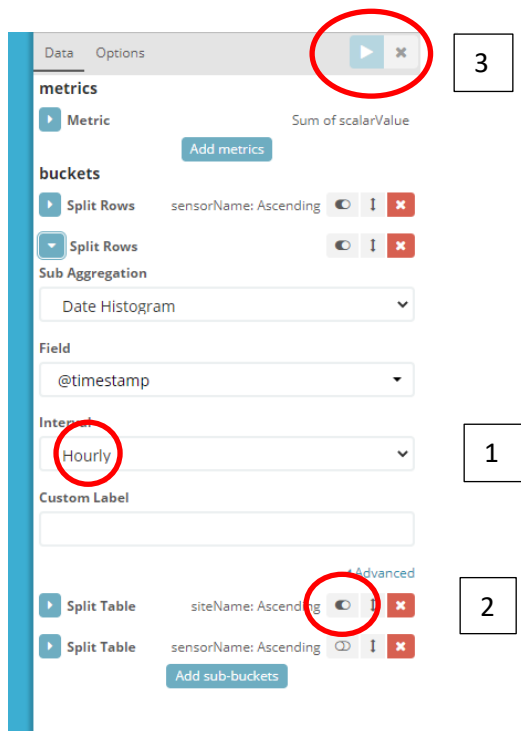 Data Options
3
metrics
Metric Sum of scalarValue
Add metrics
buckets
Split Rows sensorName: Ascending
Split Rows
Sub Aggregation
Date Histogram
Field
@timestamp
Interval
Hourly
1
Custom Label
Advanced
Split Table siteName: Ascending
2
Split Table sensorName: Ascending
Add sub-buckets